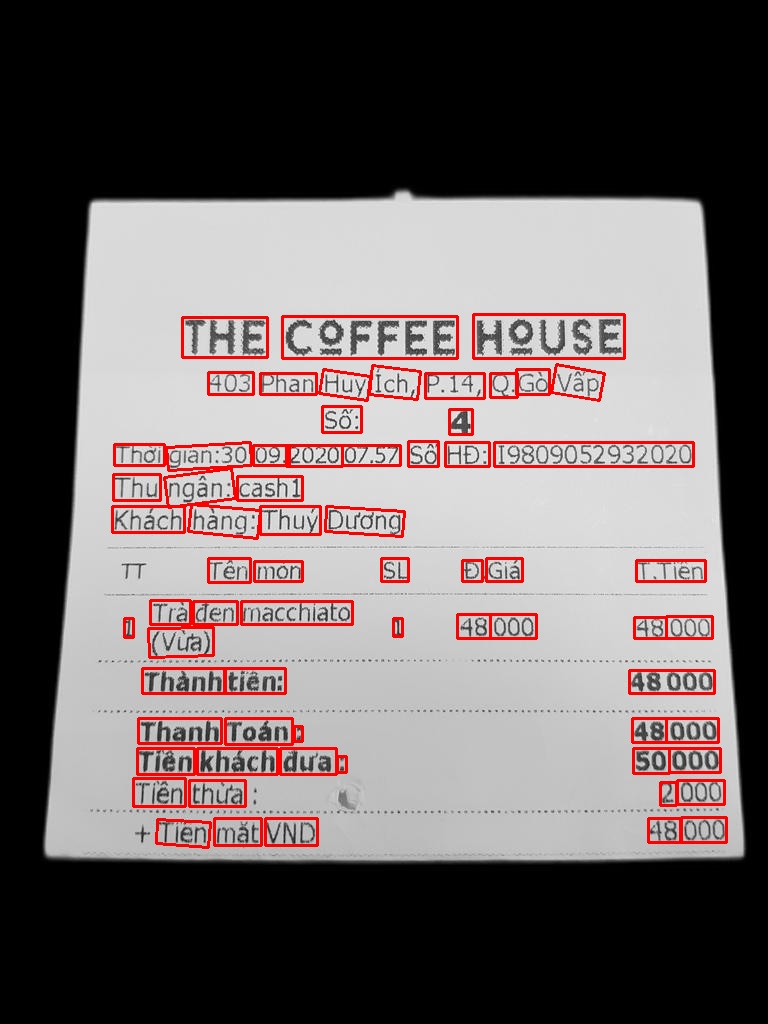 THE COFFEE HOUSE
403 Phan Huy Ích, P.14, Q.Gò Vấp
Số: 4
Thời gian:30.09.2020 07.57 Số HĐ: I9809052932020
Thu ngân: cash1
Khách hàng: Thuý Dương
TT Tên món SL Đ.Giá T.Tiền
1 Trà đen macchiato 1 48 000 48 000
(Vừa)
Thành tiền: 48 000
Thanh Toán : 48 000
Tiền khách đưa : 50 000
Tiền thừa : 2 000
+ Tiền mặt VND 48 000